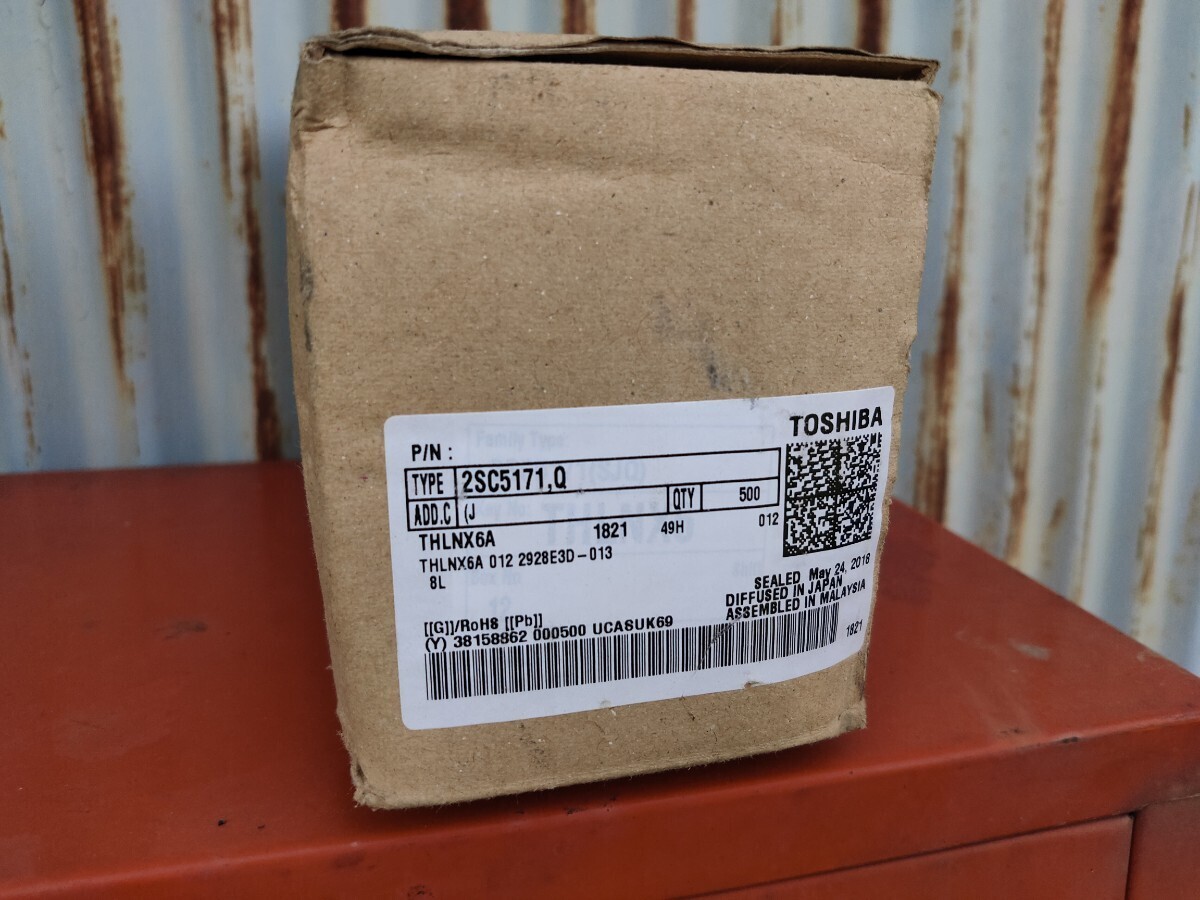 TOSHIBA
P/N :
TYPE 2SC5171,Q
ADD.C (J QTY 500
THLNX6A 1821 49H 012
THLNX6A 012 2928E3D-013
8L
SEALED May 24, 2018
DIFFUSED IN JAPAN
ASSEMBLED IN MALAYSIA
[[G]]/RoHS [[Pb]]
(Y) 38158862 000500 UCASUK69
1821